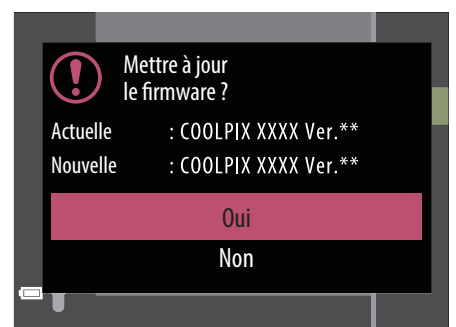 Mettre à jour
le firmware ?
Actuelle : COOLPIX XXXX Ver.**
Nouvelle : COOLPIX XXXX Ver.**
Oui
Non